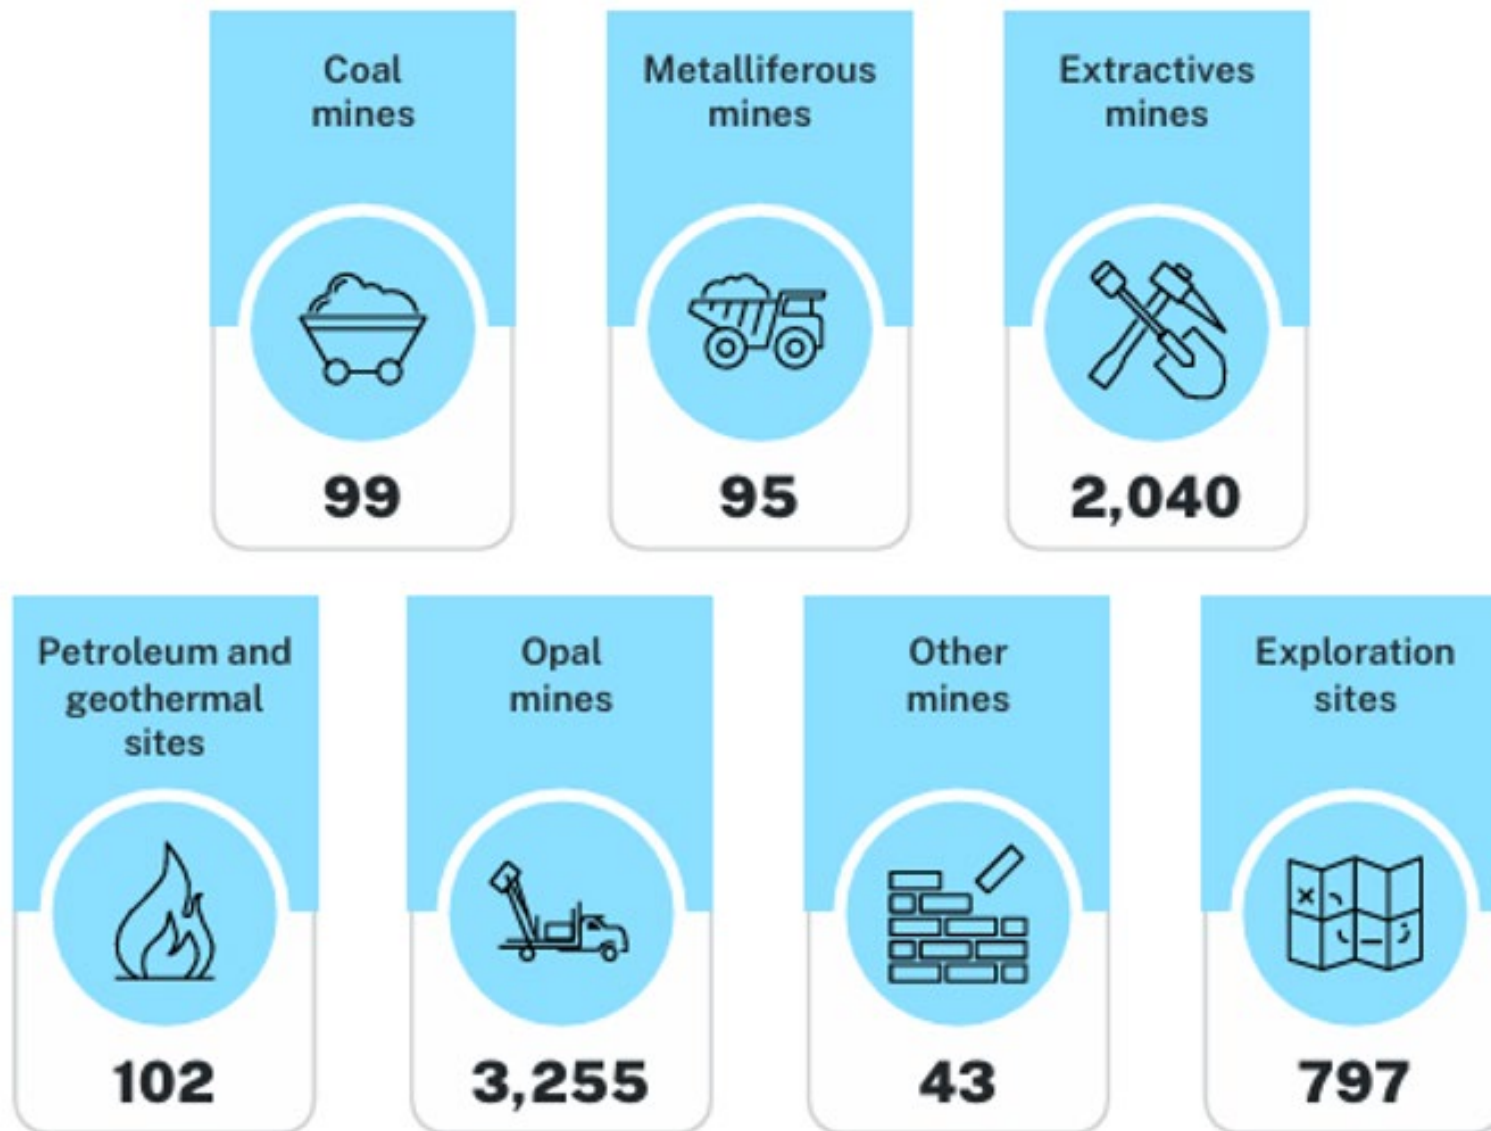 Coal
mines
Metalliferous
mines
Extractives
mines
99
95
2,040
Petroleum and
geothermal
sites
Opal
mines
Other
mines
Exploration
sites
102
3,255
43
797